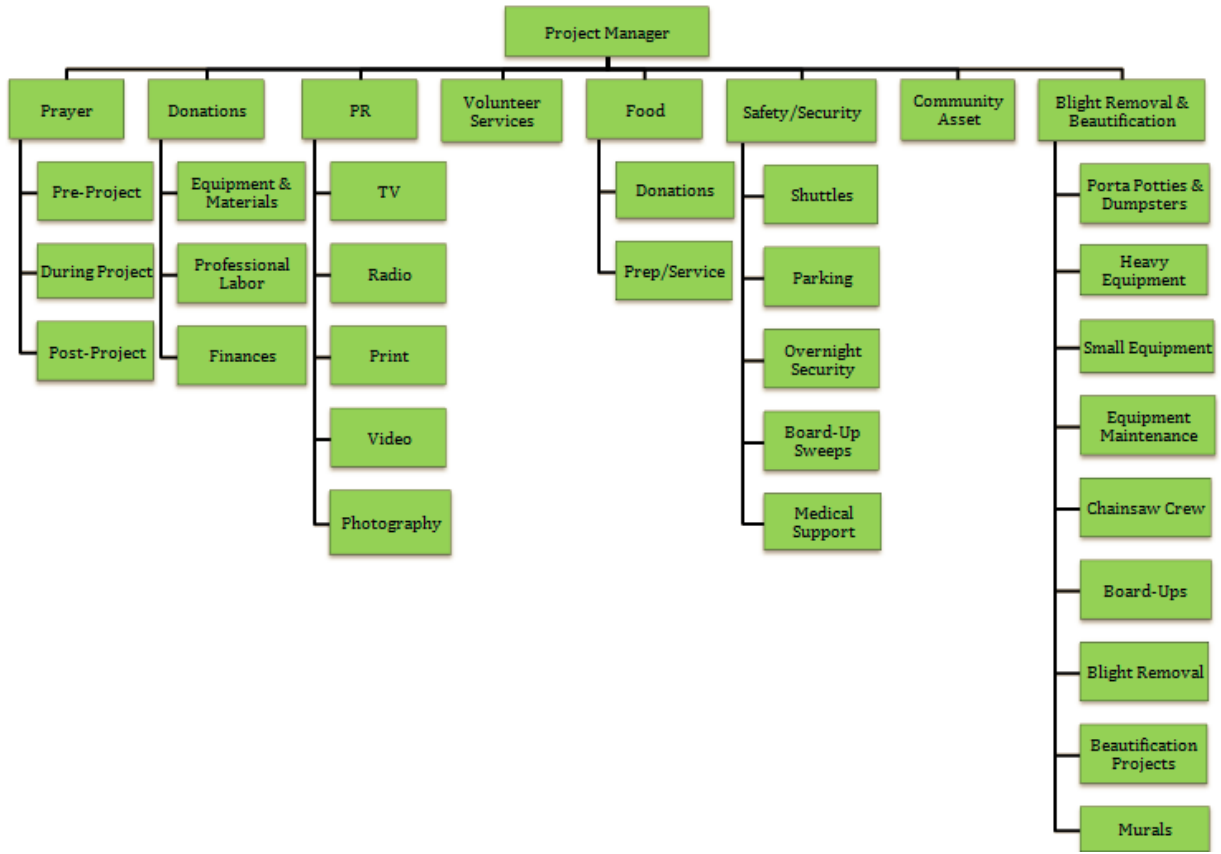 Project Manager
Prayer
Donations
PR
Volunteer
Services
Food
Safety/Security
Community
Asset
Blight Removal &
Beautification
Pre-Project
During Project
Post-Project
Equipment &
Materials
Professional
Labor
Finances
TV
Radio
Print
Video
Photography
Donations
Prep/Service
Shuttles
Parking
Overnight
Security
Board-Up
Sweeps
Medical
Support
Porta Potties &
Dumpsters
Heavy
Equipment
Small Equipment
Equipment
Maintenance
Chainsaw Crew
Board-Ups
Blight Removal
Beautification
Projects
Murals